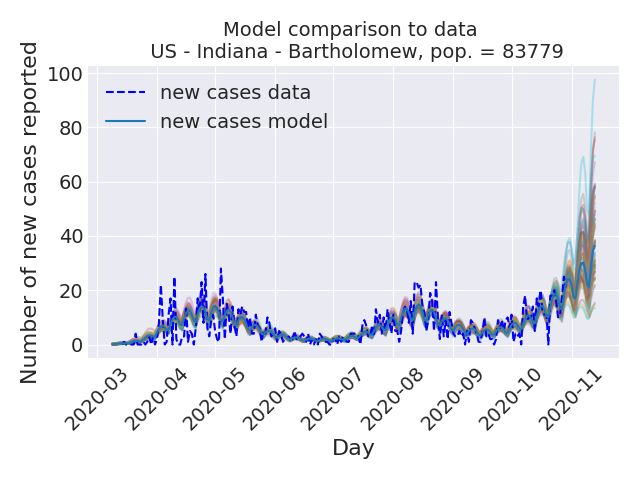 Model comparison to data
US - Indiana - Bartholomew, pop. = 83779
Number of new cases reported
100
80
60
40
20
0
new cases data
new cases model
2020-03
2020-04
2020-05
2020-06
2020-07
2020-08
2020-09
2020-10
2020-11
Day